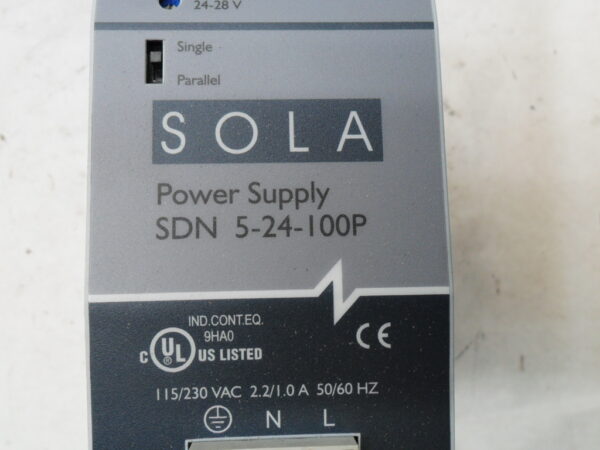 24-28 V
Single
Parallel
SOLA
Power Supply
SDN 5-24-100P
IND.CONT.EQ.
9HA0
C UL US LISTED
CE
115/230 VAC 2.2/1.0 A 50/60 HZ
N L